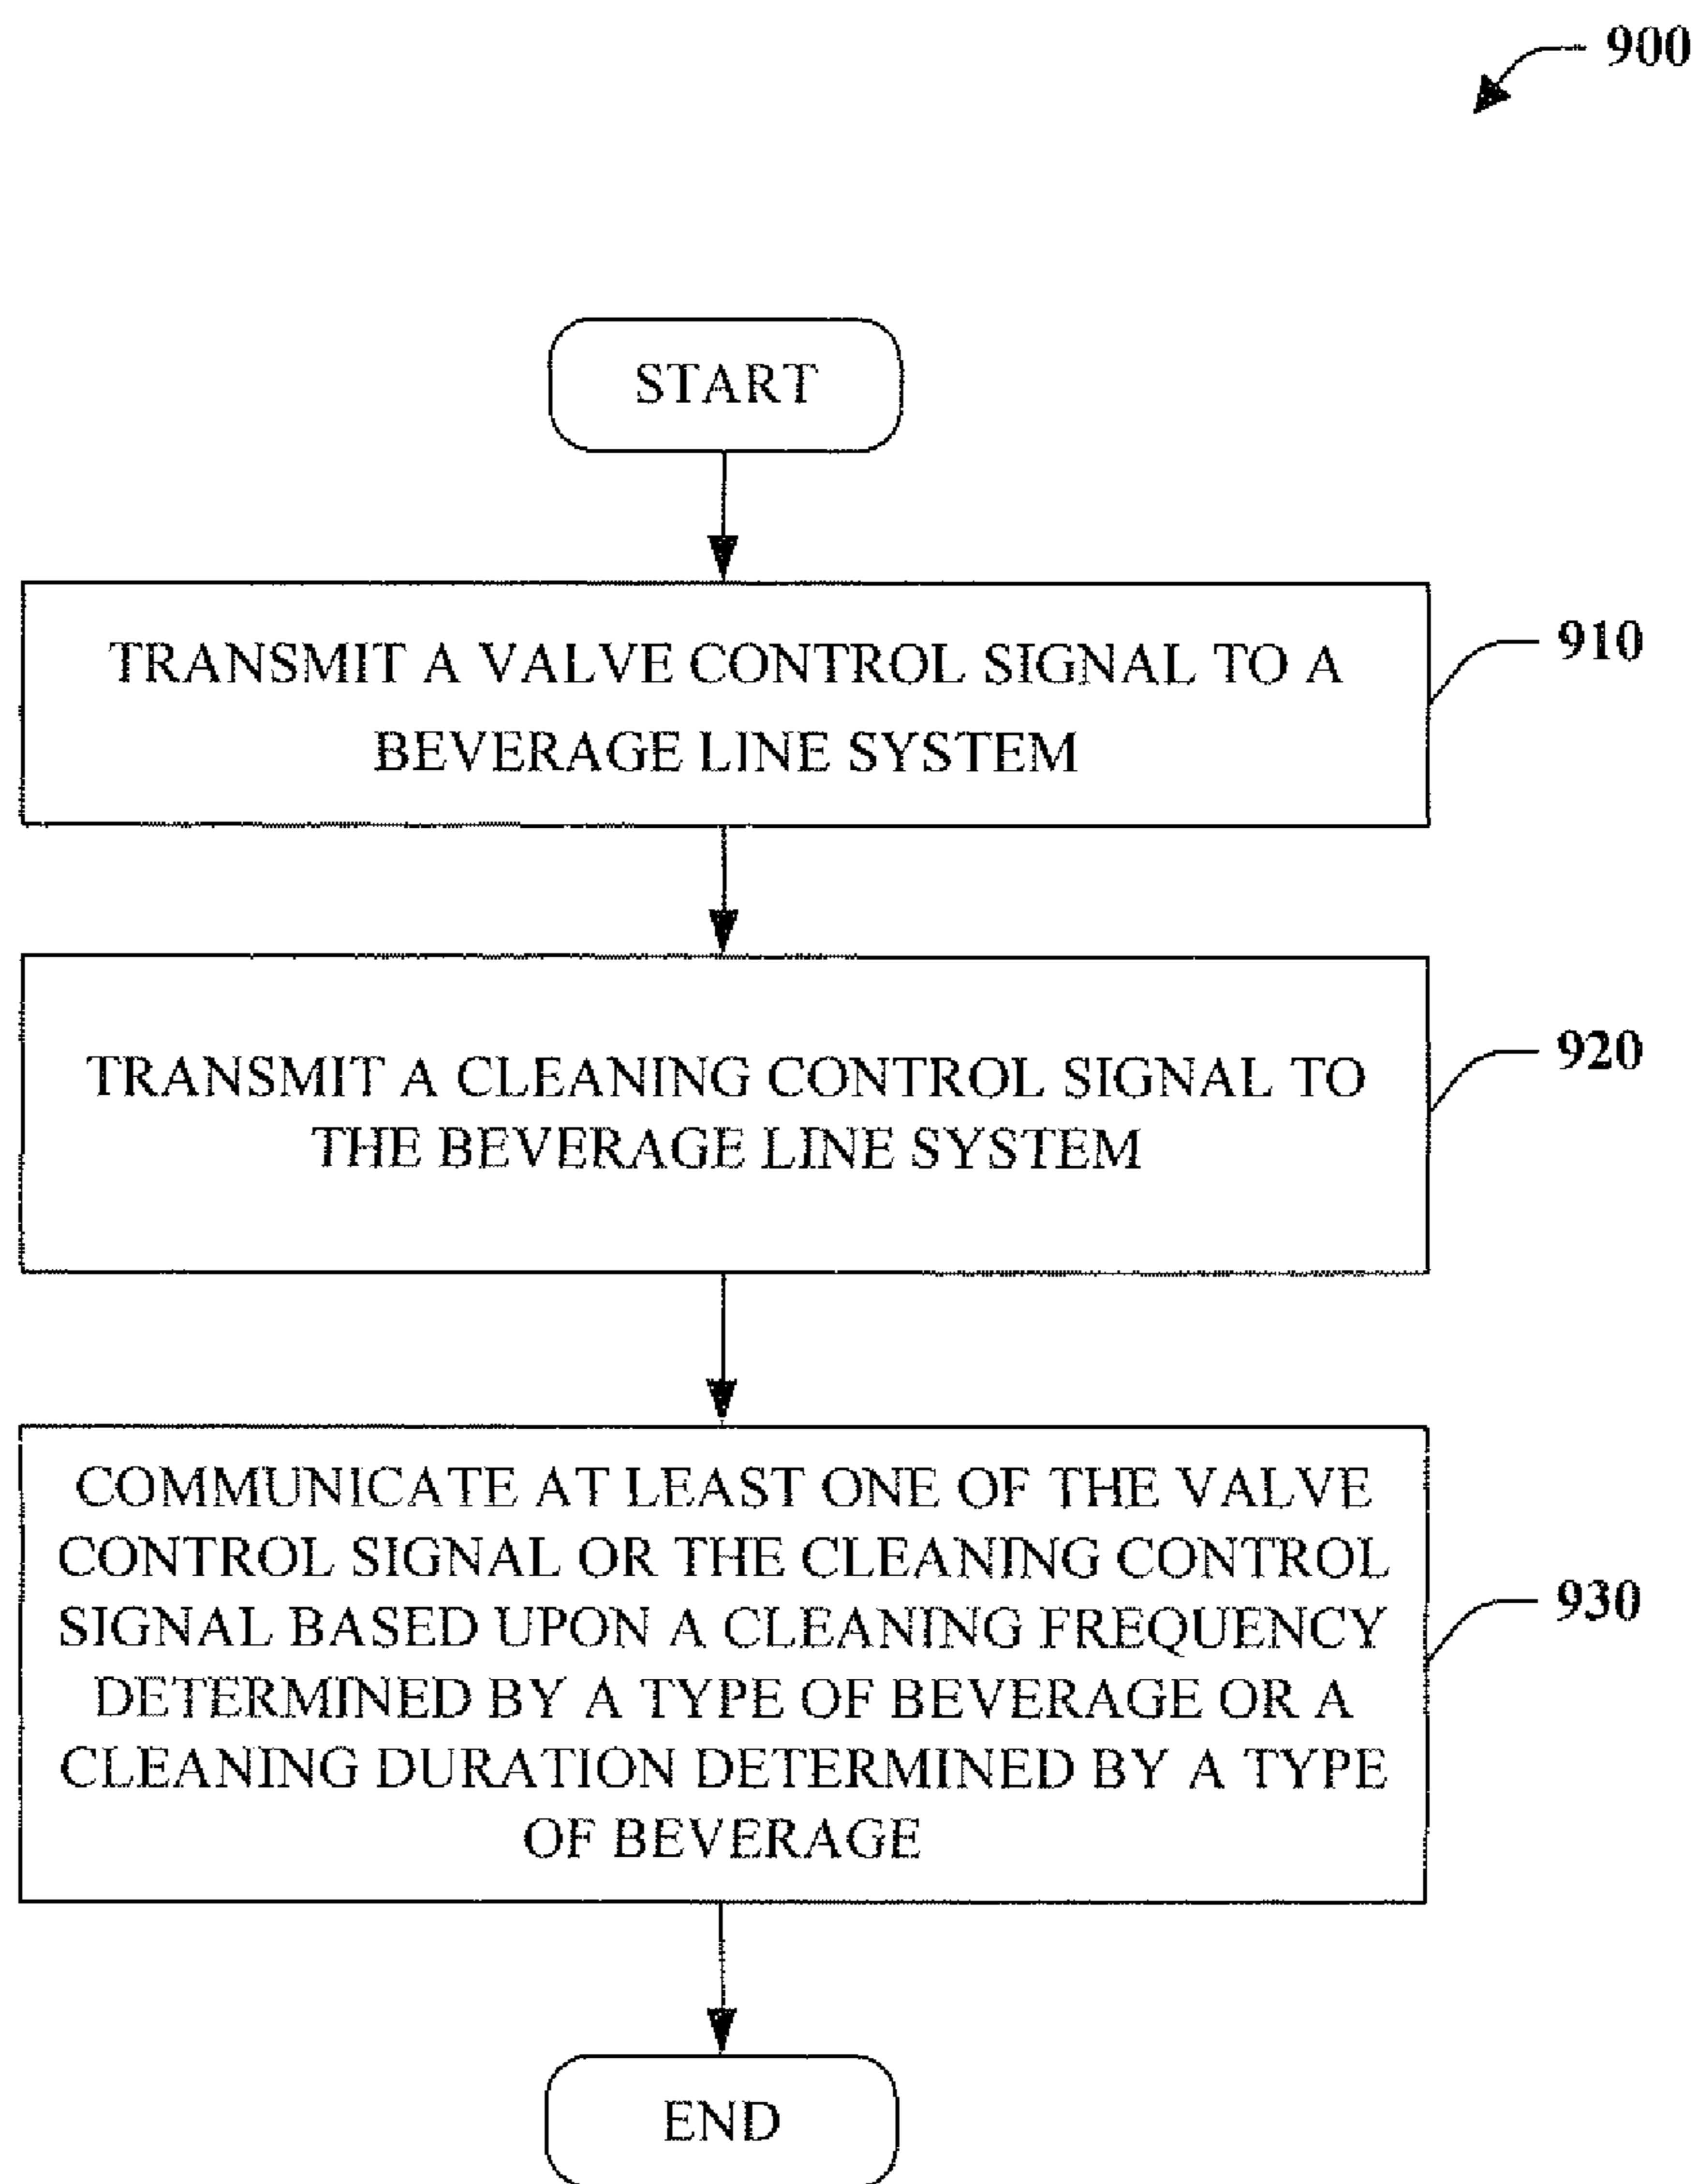 900
START
TRANSMIT A VALVE CONTROL SIGNAL TO A
BEVERAGE LINE SYSTEM
910
TRANSMIT A CLEANING CONTROL SIGNAL TO
THE BEVERAGE LINE SYSTEM
920
COMMUNICATE AT LEAST ONE OF THE VALVE
CONTROL SIGNAL OR THE CLEANING CONTROL
SIGNAL BASED UPON A CLEANING FREQUENCY
DETERMINED BY A TYPE OF BEVERAGE OR A
CLEANING DURATION DETERMINED BY A TYPE
OF BEVERAGE
930
END